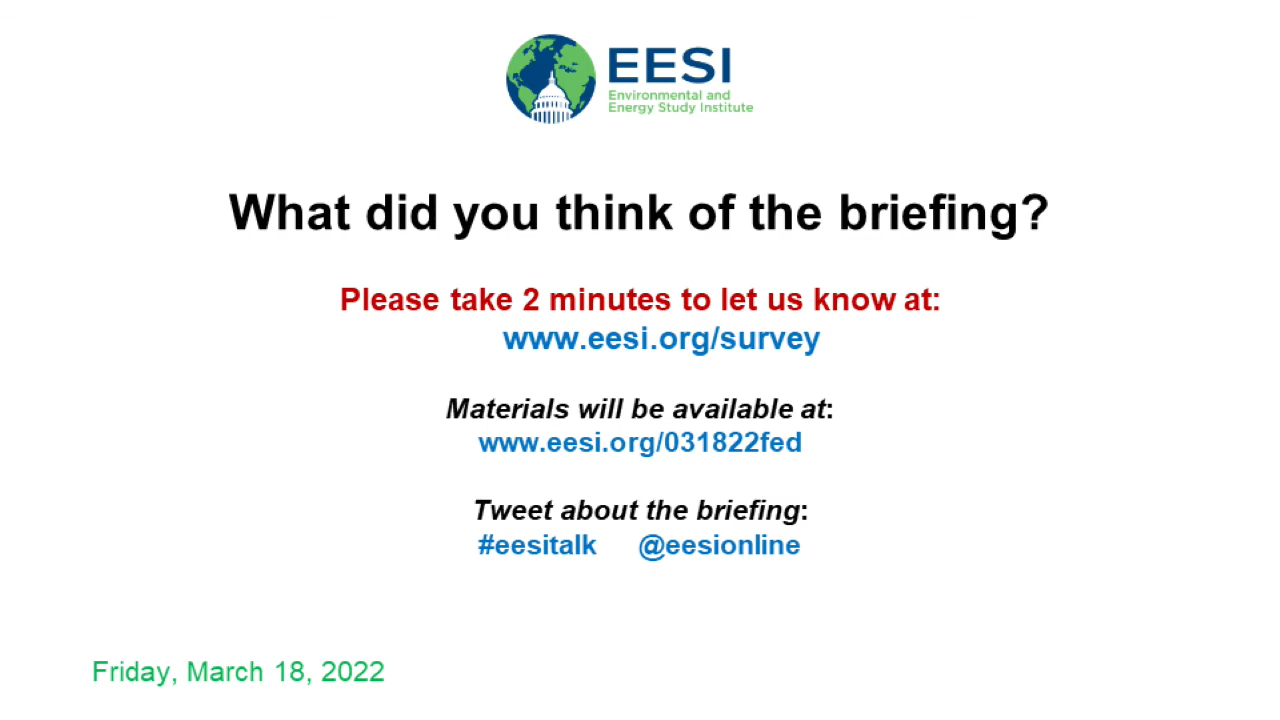 EESI
Environmental and
Energy Study Institute
What did you think of the briefing?
Please take 2 minutes to let us know at:
www.eesi.org/survey
Materials will be available at:
www.eesi.org/031822fed
Tweet about the briefing:
#eesitalk @eesionline
Friday, March 18, 2022